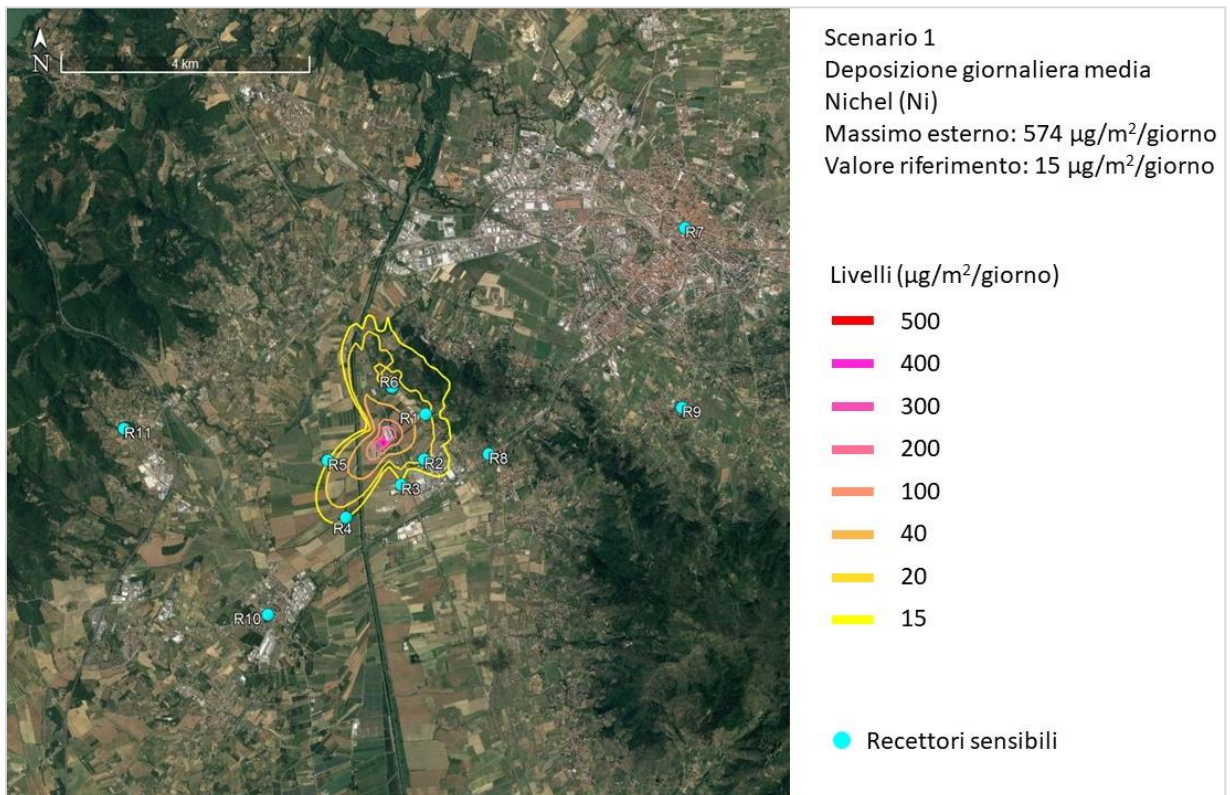 N
4 km
R7
R6
R1
R9
R11
R5
R2
R8
R3
R4
R10
Scenario 1
Deposizione giornaliera media
Nichel (Ni)
Massimo esterno: 574 µg/m²/giorno
Valore riferimento: 15 µg/m²/giorno
Livelli (µg/m²/giorno)
500
400
300
200
100
40
20
15
Recettori sensibili